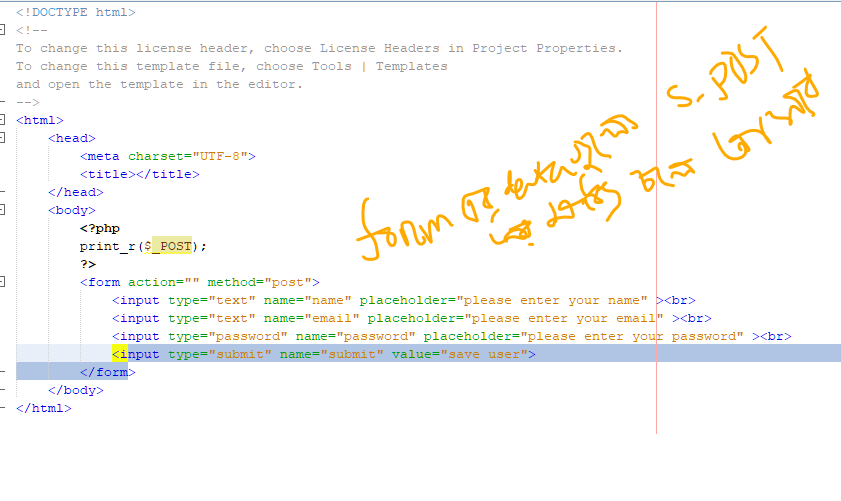 <!DOCTYPE html>
<!--
To change this license header, choose License Headers in Project Properties.
To change this template file, choose Tools | Templates
and open the template in the editor.
-->
<html>
<head>
<meta charset="UTF-8">
<title></title>
</head>
<body>
<?php
print_r($_POST);
?>
<form action="" method="post">
<input type="text" name="name" placeholder="please enter your name" ><br>
<input type="text" name="email" placeholder="please enter your email" ><br>
<input type="password" name="password" placeholder="please enter your password" ><br>
<input type="submit" name="submit" value="save user">
</form>
</body>
</html>
form এর
$_POST